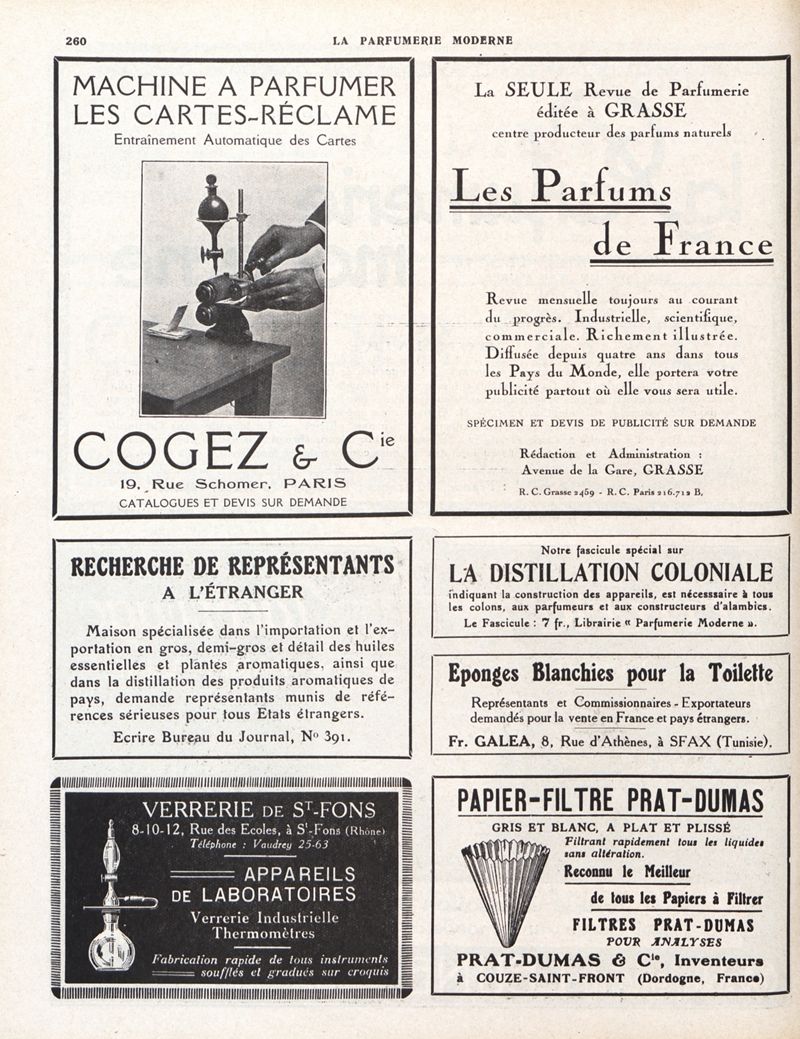 260
LA PARFUMERIE MODERNE
MACHINE A PARFUMER
LES CARTES-RÉCLAME
Entraînement Automatique des Cartes
COGEZ & Cie
19, Rue Schomer, PARIS
CATALOGUES ET DEVIS SUR DEMANDE
La SEULE Revue de Parfumerie
éditée à GRASSE
centre producteur des parfums naturels
Les Parfums
de France
Revue mensuelle toujours au courant
du progrès. Industrielle, scientifique,
commerciale. Richement illustrée.
Diffusée depuis quatre ans dans tous
les Pays du Monde, elle portera votre
publicité partout où elle vous sera utile.
SPÉCIMEN ET DEVIS DE PUBLICITÉ SUR DEMANDE
Rédaction et Administration :
Avenue de la Gare, GRASSE
R. C. Grasse 2469 - R. C. Paris 216.712 B.
RECHERCHE DE REPRÉSENTANTS
A L'ÉTRANGER
Maison spécialisée dans l'importation et l'ex-
portation en gros, demi-gros et détail des huiles
essentielles et plantes aromatiques, ainsi que
dans la distillation des produits aromatiques de
pays, demande représentants munis de réfé-
rences sérieuses pour tous Etats étrangers.
Ecrire Bureau du Journal, No 391.
Notre fascicule spécial sur
LA DISTILLATION COLONIALE
indiquant la construction des appareils, est nécesssaire à tous
les colons, aux parfumeurs et aux constructeurs d'alambics.
Le Fascicule : 7 fr., Librairie « Parfumerie Moderne ».
Eponges Blanchies pour la Toilette
Représentants et Commissionnaires - Exportateurs
demandés pour la vente en France et pays étrangers.
Fr. GALEA, 8, Rue d'Athènes, à SFAX (Tunisie).
VERRERIE DE ST-FONS
8-10-12, Rue des Ecoles, à St-Fons (Rhône)
Téléphone : Vaudrey 25-63
APPAREILS
DE LABORATOIRES
Verrerie Industrielle
Thermomètres
Fabrication rapide de tous instruments
soufflés et gradués sur croquis
PAPIER-FILTRE PRAT-DUMAS
GRIS ET BLANC, A PLAT ET PLISSÉ
Filtrant rapidement tous les liquides
sans altération.
Reconnu le Meilleur
de tous les Papiers à Filtrer
FILTRES PRAT-DUMAS
POUR ANALYSES
PRAT-DUMAS & Cie, Inventeurs
à COUZE-SAINT-FRONT (Dordogne, France)